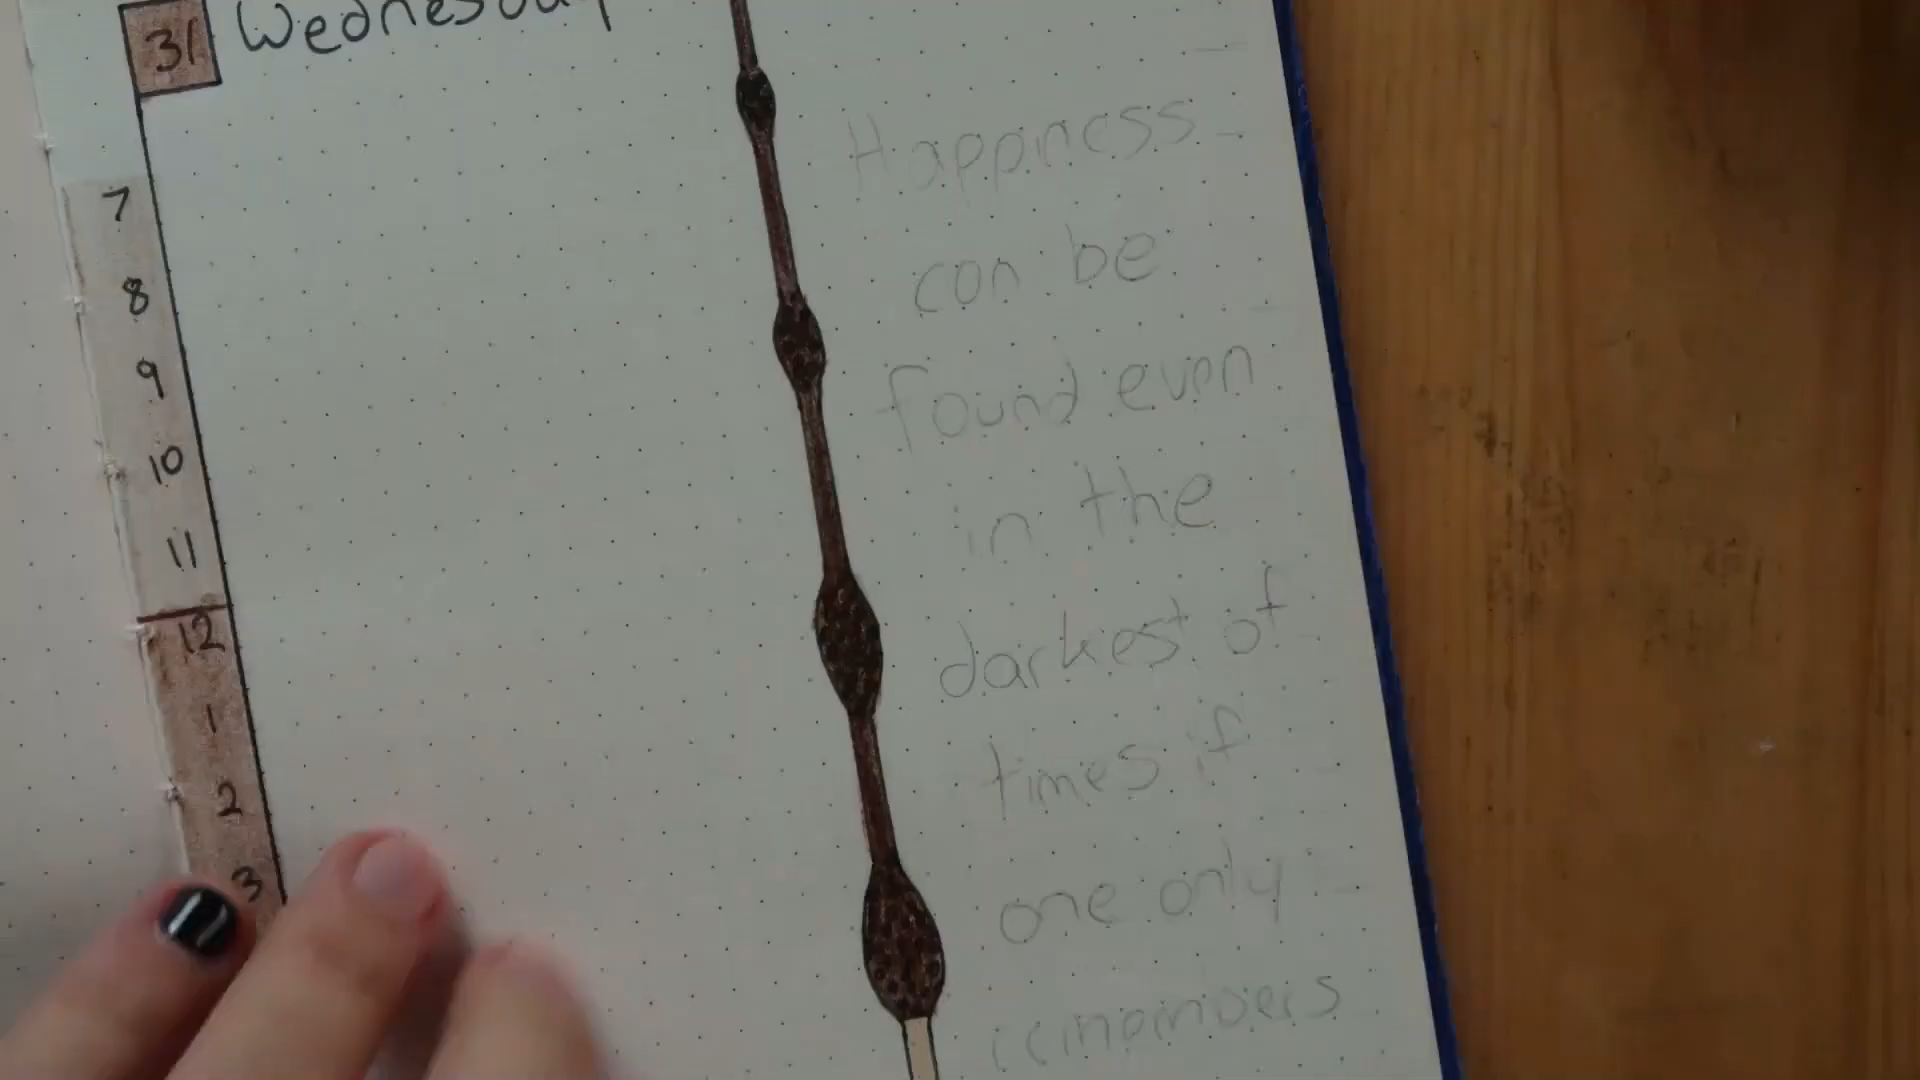 31 Wednesday
7
8
9
10
11
12
1
2
3
Happiness
can be
found even
in the
darkest of
times if
one only
remembers